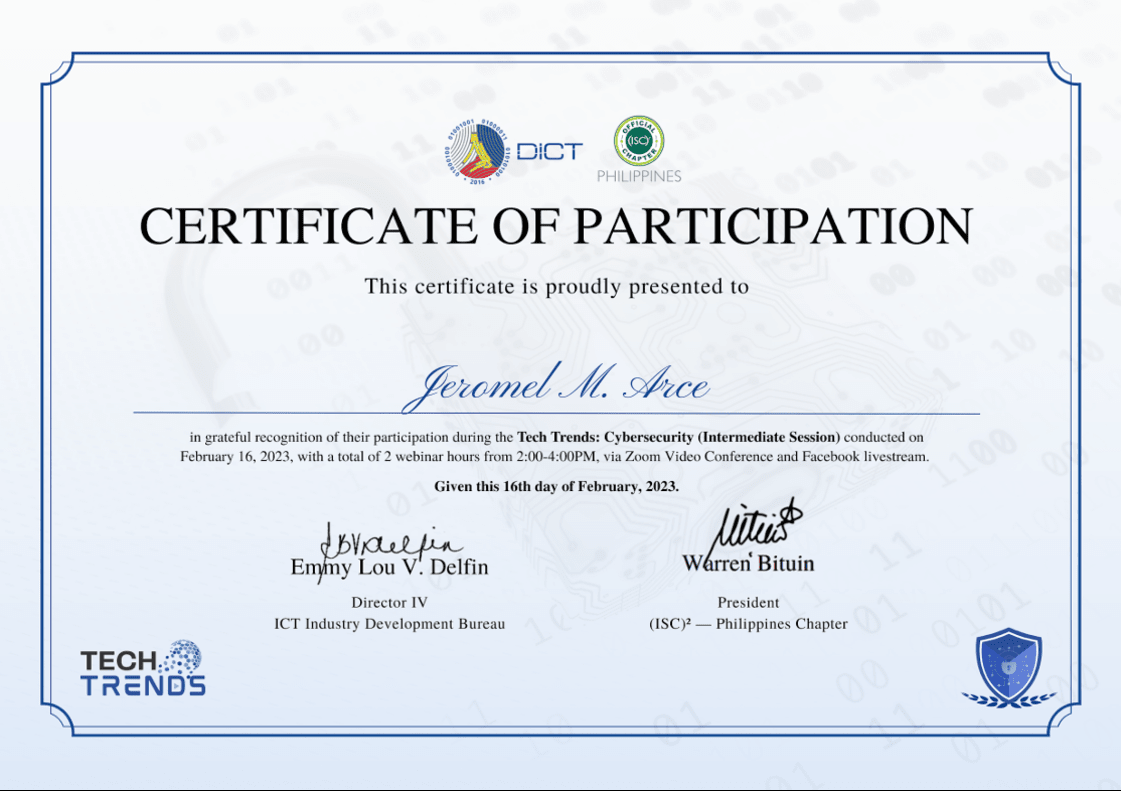 DICT
2016
OFFICIAL
(ISC)²
CHAPTER
PHILIPPINES
CERTIFICATE OF PARTICIPATION
This certificate is proudly presented to
Jeromel M. Arce
in grateful recognition of their participation during the Tech Trends: Cybersecurity (Intermediate Session) conducted on
February 16, 2023, with a total of 2 webinar hours from 2:00-4:00PM, via Zoom Video Conference and Facebook livestream.
Given this 16th day of February, 2023.
Emmy Lou V. Delfin
Warren Bituin
Director IV
President
ICT Industry Development Bureau
(ISC)² — Philippines Chapter
TECH
TRENDS